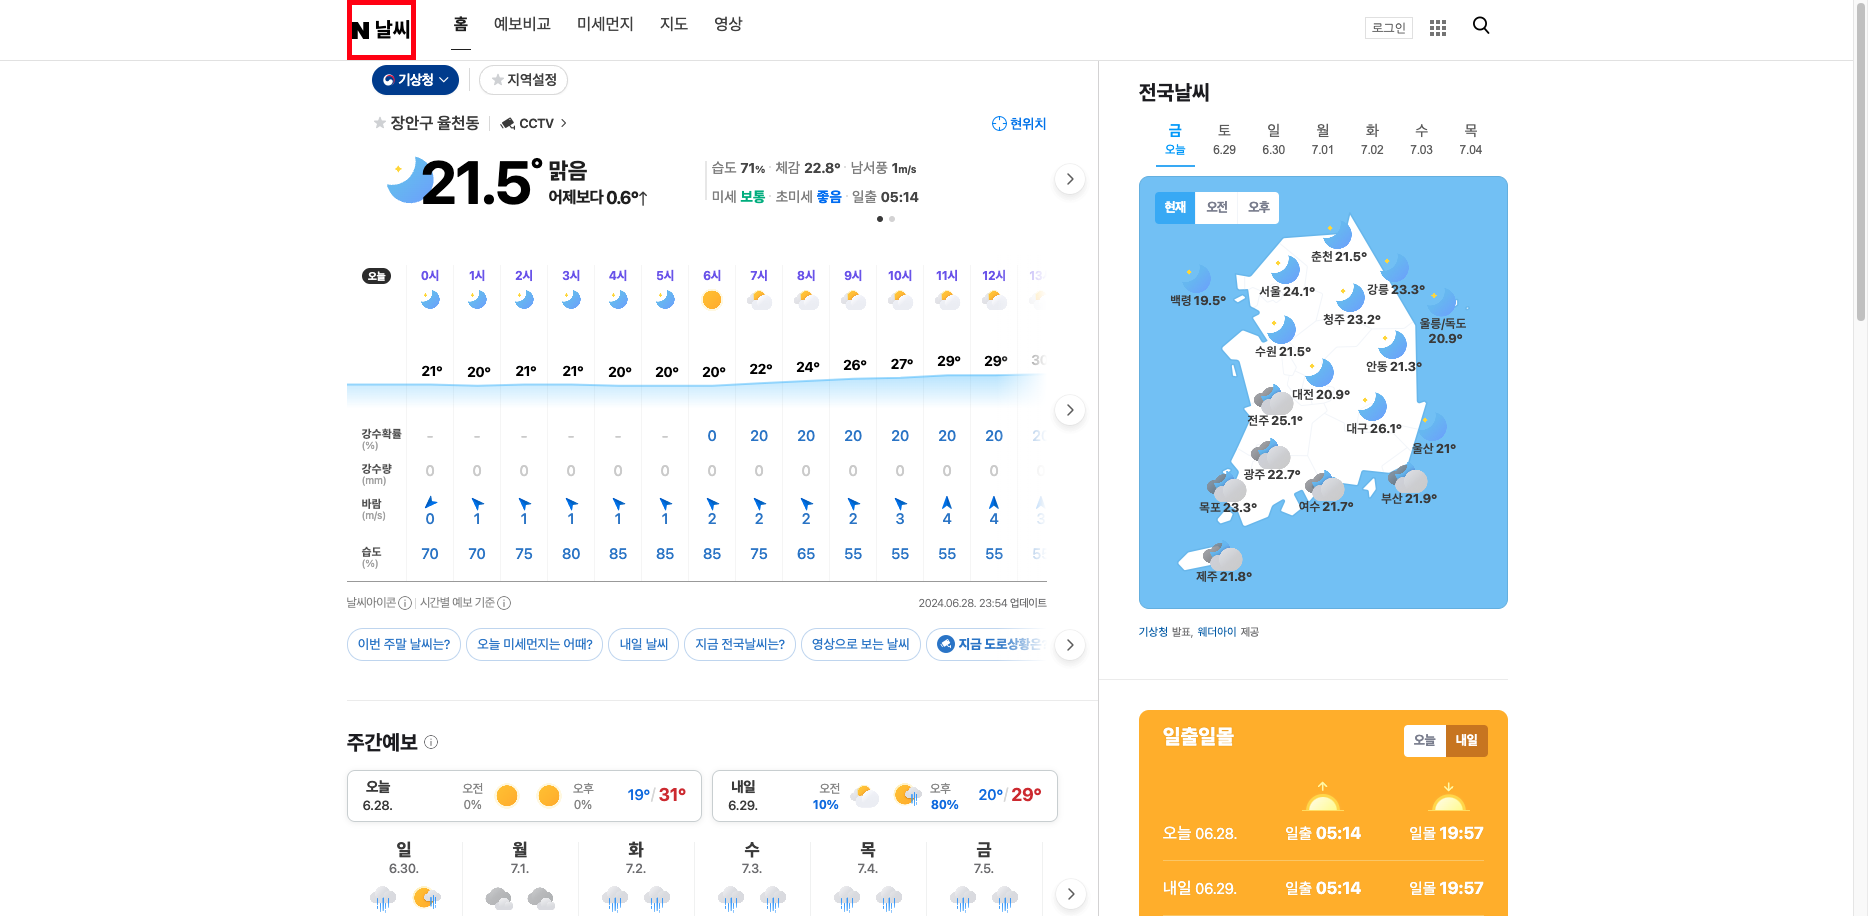 N 날씨
홈 예보비교 미세먼지 지도 영상
로그인
기상청 지역설정
장안구 율천동 CCTV > 현위치
21.5° 맑음
어제보다 0.6°↑
습도 71% · 체감 22.8° · 남서풍 1m/s
미세 보통 · 초미세 좋음 · 일출 05:14
오늘 0시 1시 2시 3시 4시 5시 6시 7시 8시 9시 10시 11시 12시
21° 20° 21° 21° 20° 20° 20° 22° 24° 26° 27° 29° 29° 30
강수확률 - - - - - - 0 20 20 20 20 20 20 20
(%)
강수량 0 0 0 0 0 0 0 0 0 0 0 0 0 0
(mm)
바람
(m/s) 0 1 1 1 1 1 2 2 2 2 3 4 4 3
습도 70 70 75 80 85 85 85 75 65 55 55 55 55 55
(%)
날씨아이콘 시간별 예보 기준 2024.06.28. 23:54 업데이트
이번 주말 날씨는? 오늘 미세먼지는 어때? 내일 날씨 지금 전국날씨는? 영상으로 보는 날씨 지금 도로상황은
주간예보
오늘 오전 오후 19°/31°
6.28. 0% 0%
내일 오전 오후 20°/29°
6.29. 10% 80%
일 월 화 수 목 금
6.30. 7.1. 7.2. 7.3. 7.4. 7.5.
전국날씨
금 토 일 월 화 수 목
오늘 6.29 6.30 7.01 7.02 7.03 7.04
현재 오전 오후
춘천 21.5°
백령 19.5° 서울 24.1° 강릉 23.3°
청주 23.2° 울릉/독도
20.9°
수원 21.5° 안동 21.3°
대전 20.9°
전주 25.1° 대구 26.1°
울산 21°
광주 22.7°
목포 23.3° 여수 21.7° 부산 21.9°
제주 21.8°
기상청 발표, 웨더아이 제공
일출일몰 오늘 내일
오늘 06.28. 일출 05:14 일몰 19:57
내일 06.29. 일출 05:14 일몰 19:57